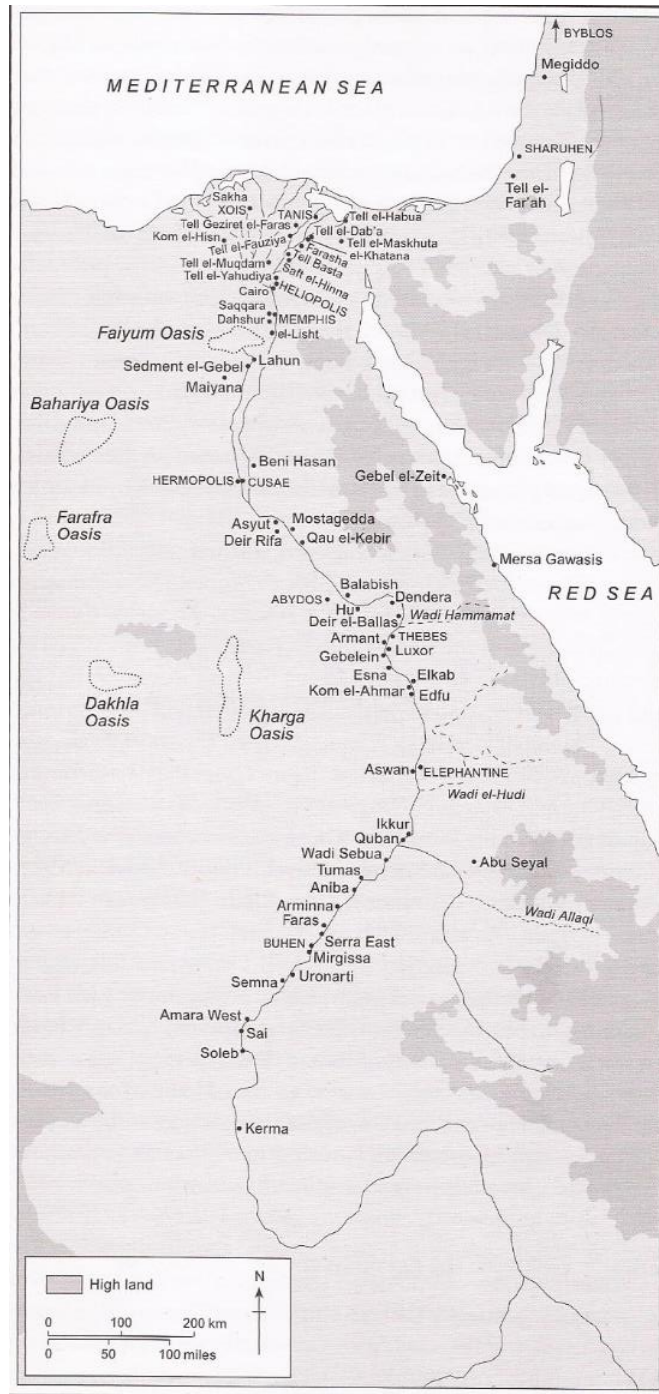 BYBLOS
Megiddo
MEDITERRANEAN SEA
SHARUHEN
Tell el-
Far'ah
Sakha
XOIS
TANIS
Tell el-Habua
Tell Geziret el-Faras
Tell el-Dab'a
Kom el-Hisn
Tell el-Fauziya
Tell el-Maskhuta
Farasha
el-Khatana
Tell el-Muqdam
Tell Basta
Tell el-Yahudiya
Saft el-Hinna
Cairo
HELIOPOLIS
Saqqara
MEMPHIS
Dahshur
el-Lisht
Faiyum Oasis
Lahun
Sedment el-Gebel
Maiyana
Bahariya Oasis
Beni Hasan
HERMOPOLIS
CUSAE
Gebel el-Zeit
Farafra
Oasis
Asyut
Mostagedda
Deir Rifa
Qau el-Kebir
Mersa Gawasis
RED SEA
Balabish
ABYDOS
Dendera
Hu
Wadi Hammamat
Deir el-Ballas
Armant
THEBES
Luxor
Gebelein
Esna
Elkab
Kom el-Ahmar
Edfu
Dakhla
Oasis
Kharga
Oasis
Aswan
ELEPHANTINE
Wadi el-Hudi
Ikkur
Quban
Wadi Sebua
Abu Seyal
Tumas
Aniba
Arminna
Wadi Allaqi
Faras
BUHEN
Serra East
Mirgissa
Semna
Uronarti
Amara West
Sai
Soleb
Kerma
High land
N
0 100 200 km
0 50 100 miles